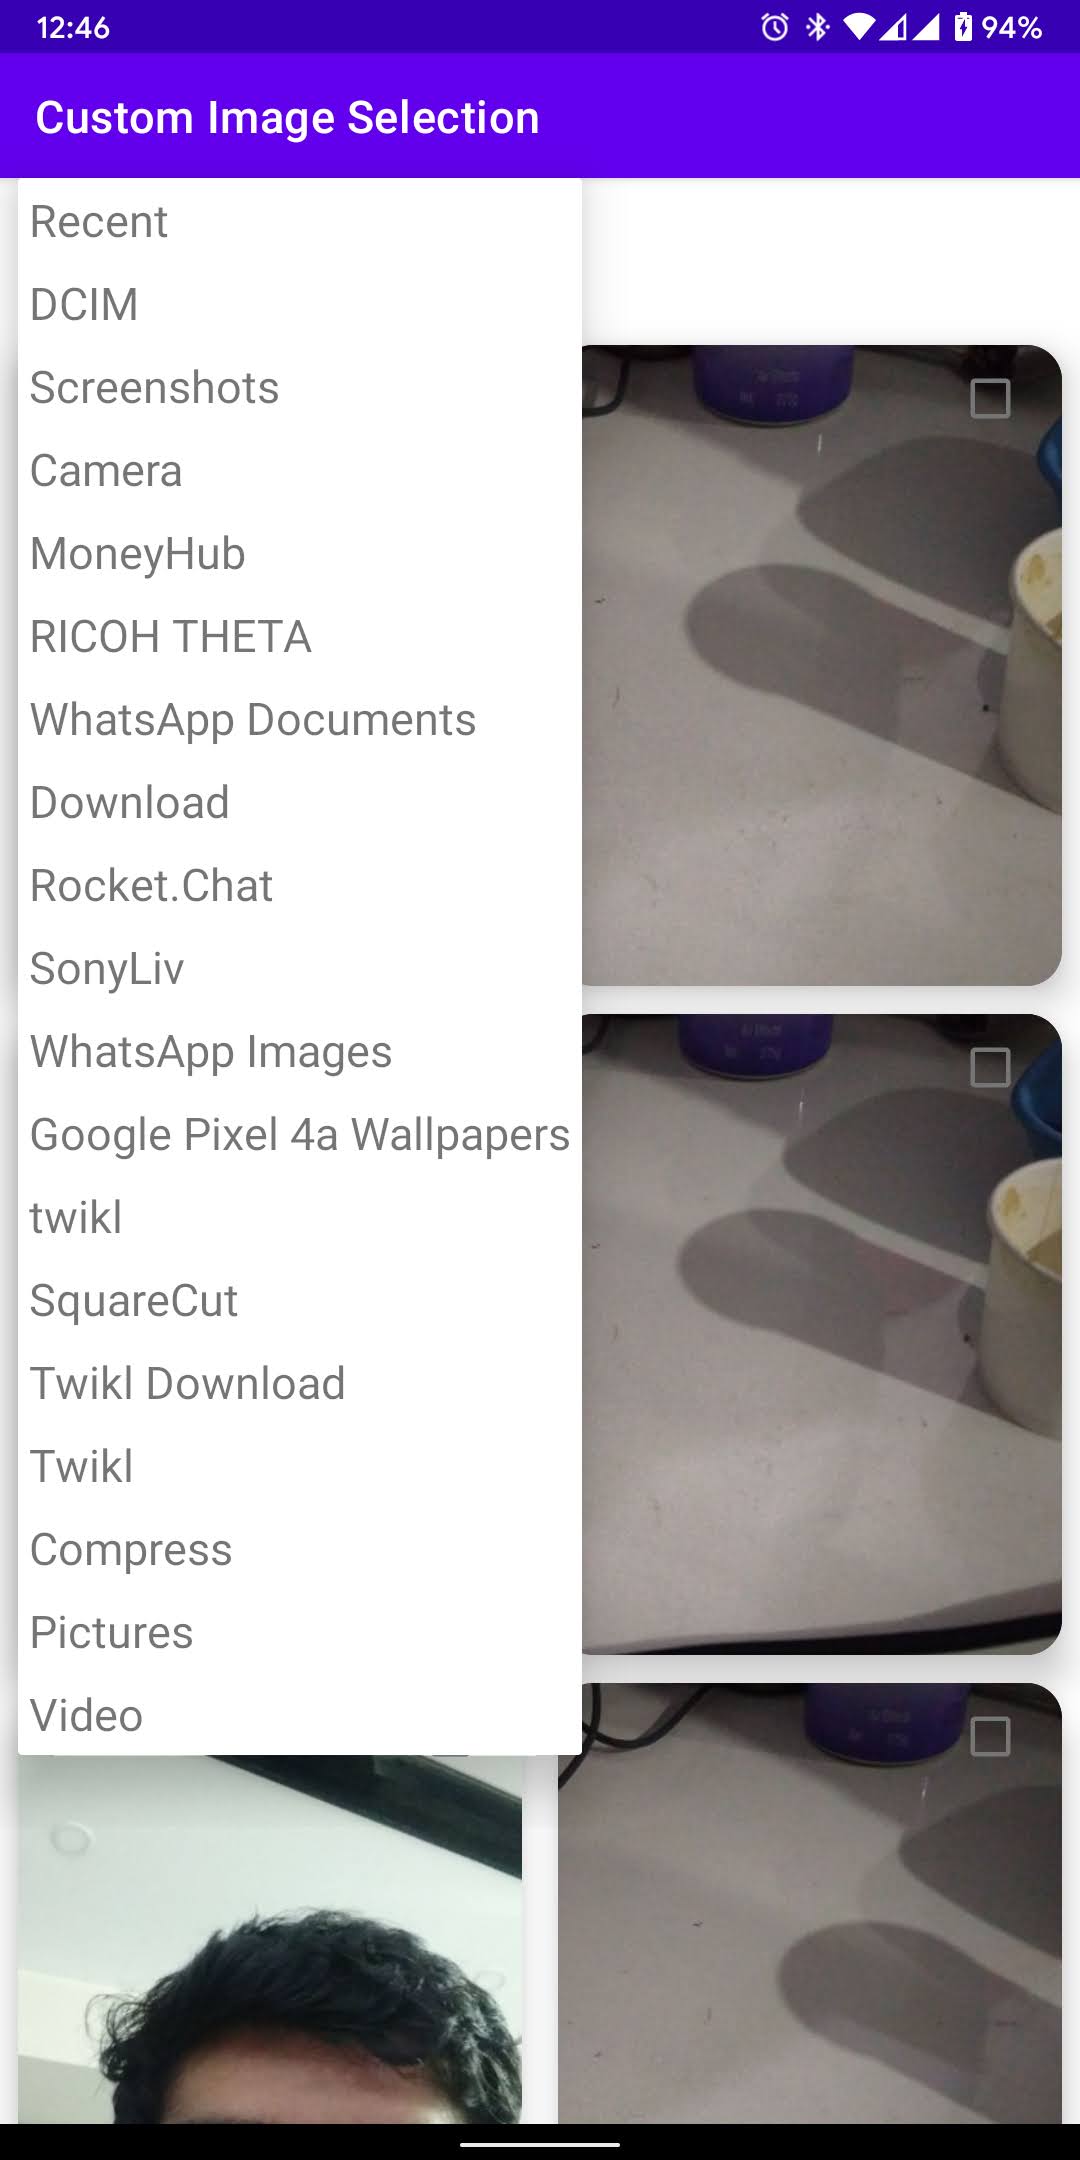 12:46
94%
Custom Image Selection
Recent
DCIM
Screenshots
Camera
MoneyHub
RICOH THETA
WhatsApp Documents
Download
Rocket.Chat
SonyLiv
WhatsApp Images
Google Pixel 4a Wallpapers
twikl
SquareCut
Twikl Download
Twikl
Compress
Pictures
Video